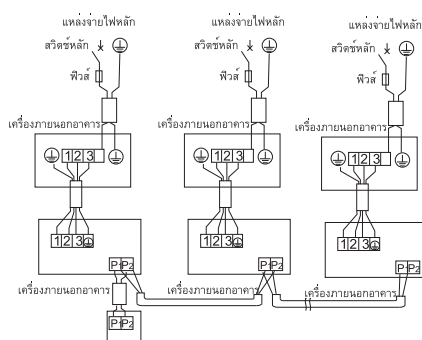 แหล่งจ่ายไฟหลัก แหล่งจ่ายไฟหลัก แหล่งจ่ายไฟหลัก
สวิตช์หลัก สวิตช์หลัก สวิตช์หลัก
ฟิวส์ ฟิวส์ ฟิวส์
เครื่องภายนอกอาคาร เครื่องภายนอกอาคาร เครื่องภายนอกอาคาร
1 2 3 1 2 3 1 2 3
1 2 3 1 2 3 1 2 3
P1 P2 P1 P2 P1 P2
เครื่องภายนอกอาคาร เครื่องภายนอกอาคาร เครื่องภายนอกอาคาร
P1 P2